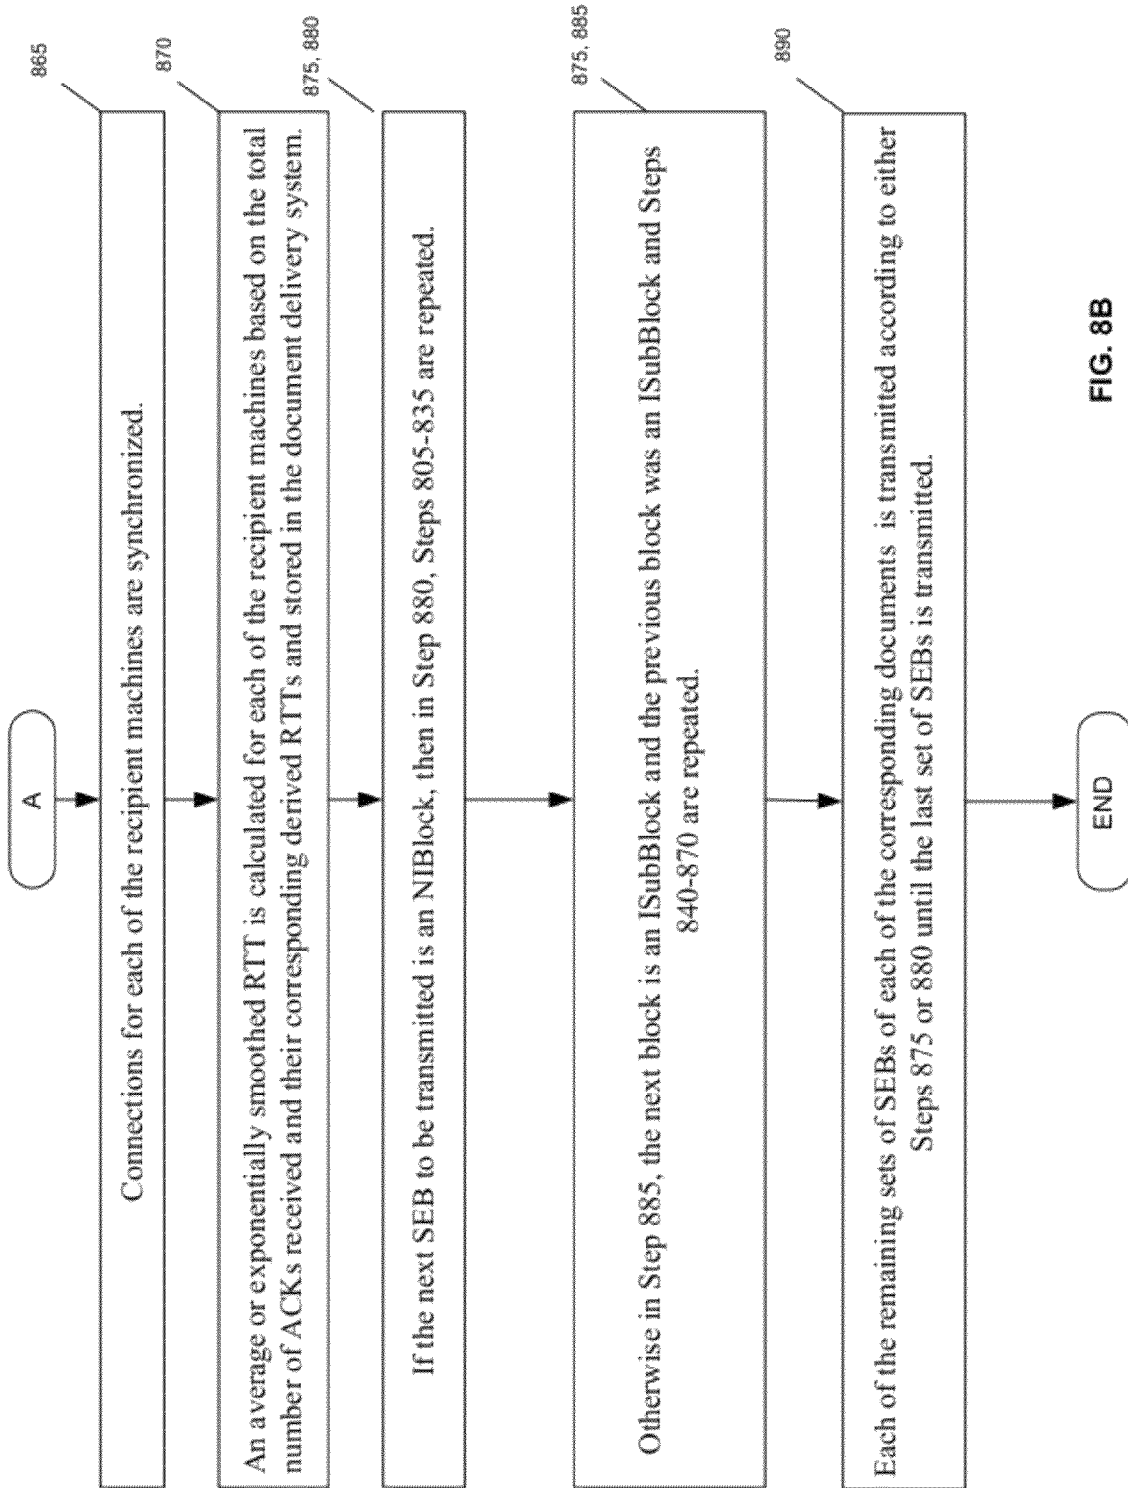 A
865
Connections for each of the recipient machines are synchronized.
870
An average or exponentially smoothed RTT is calculated for each of the recipient machines based on the total
number of ACKs received and their corresponding derived RTTs and stored in the document delivery system.
875, 880
If the next SEB to be transmitted is an NIBlock, then in Step 880, Steps 805-835 are repeated.
875, 885
Otherwise in Step 885, the next block is an ISubBlock and the previous block was an ISubBlock and Steps
840-870 are repeated.
890
Each of the remaining sets of SEBs of each of the corresponding documents is transmitted according to either
Steps 875 or 880 until the last set of SEBs is transmitted.
END
FIG. 8B